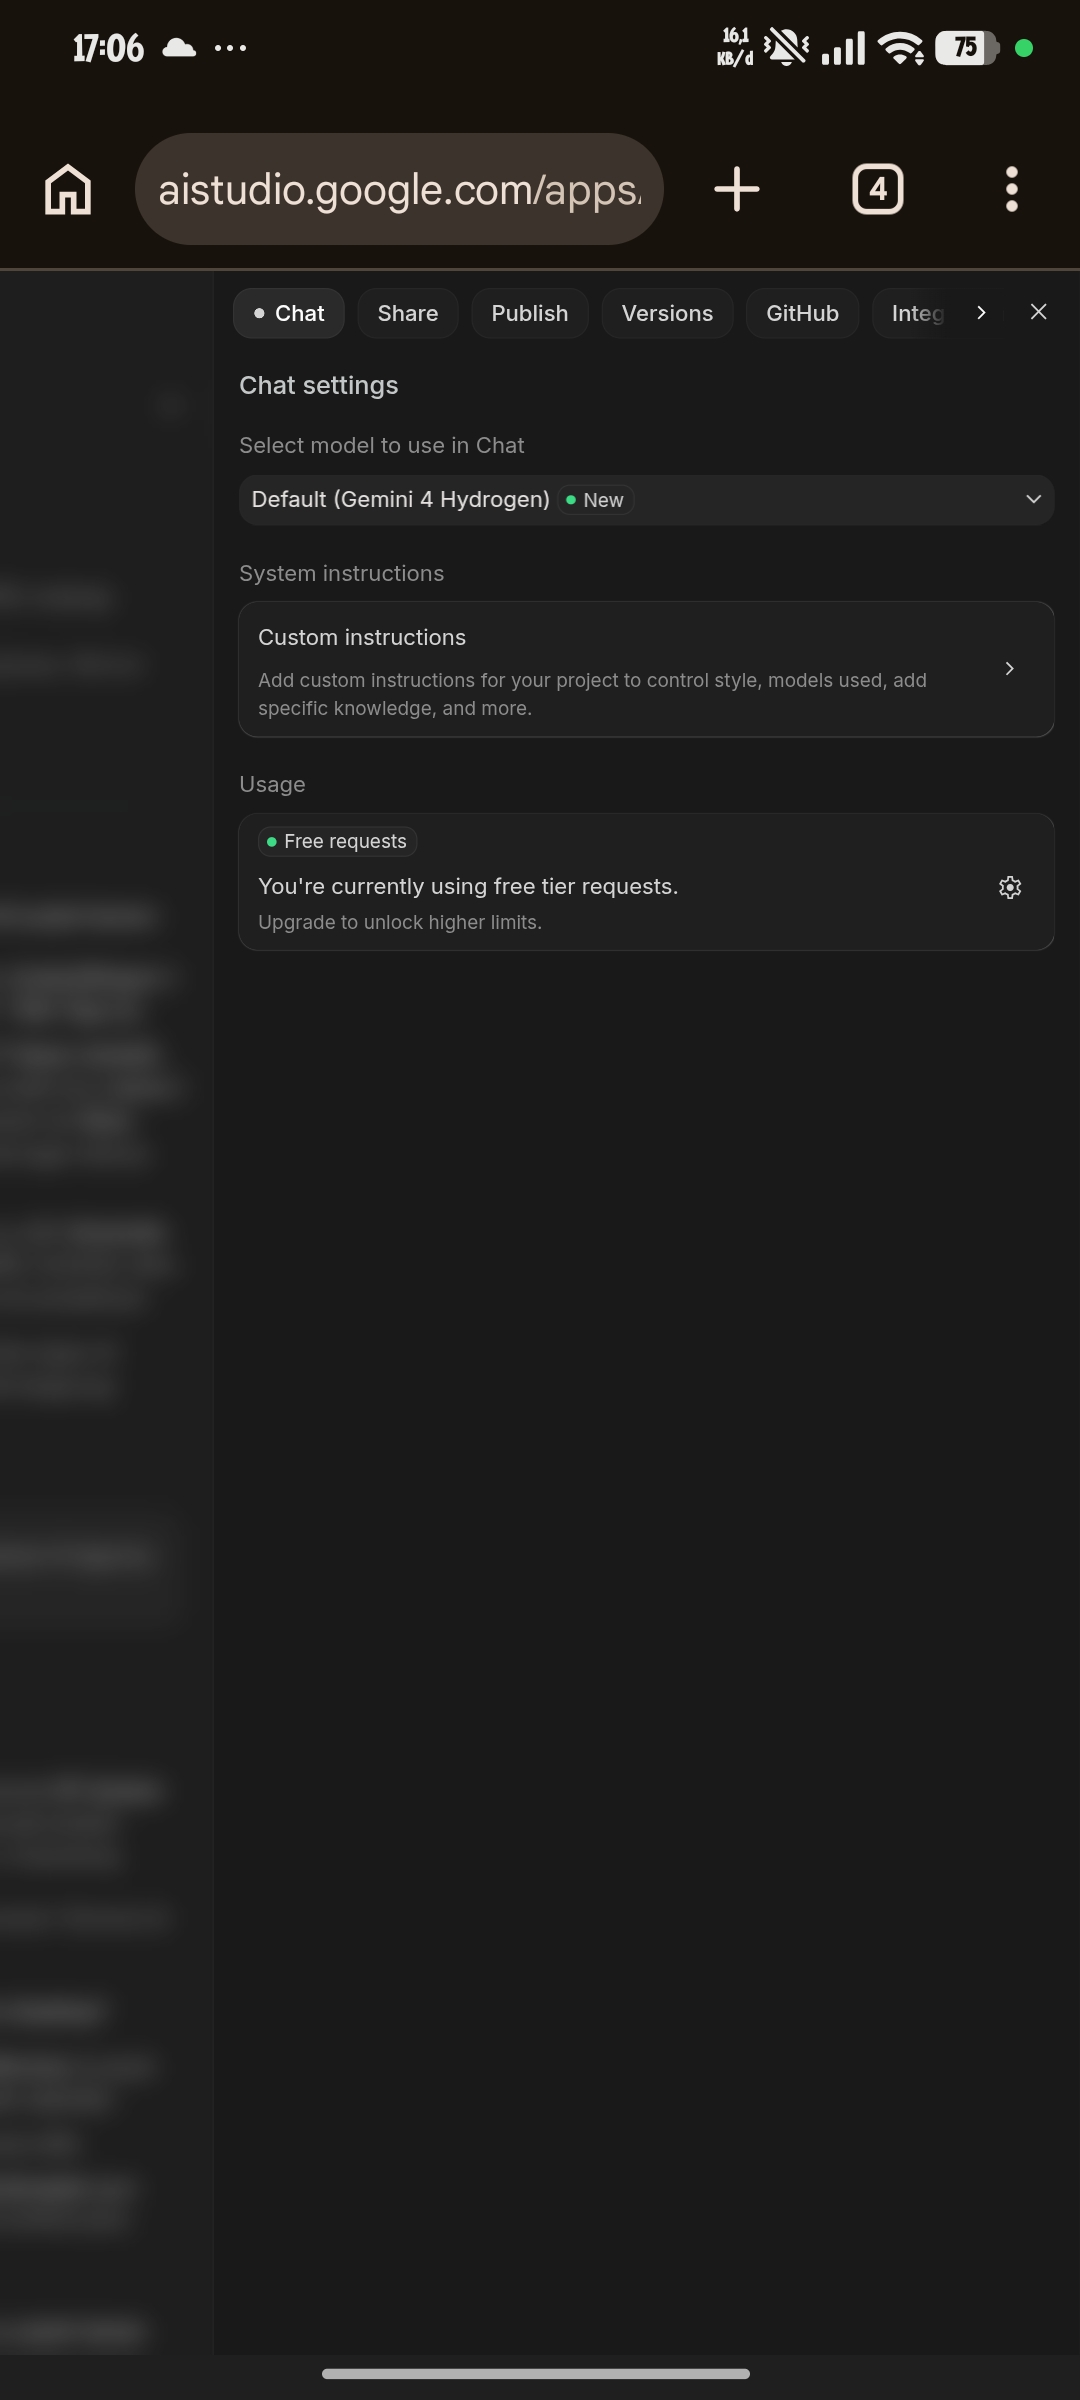 17:06
16,1
KB/d
75
aistudio.google.com/apps
4
Chat
Share
Publish
Versions
GitHub
Integ
Chat settings
Select model to use in Chat
Default (Gemini 4 Hydrogen)
New
System instructions
Custom instructions
Add custom instructions for your project to control style, models used, add
specific knowledge, and more.
Usage
Free requests
You're currently using free tier requests.
Upgrade to unlock higher limits.